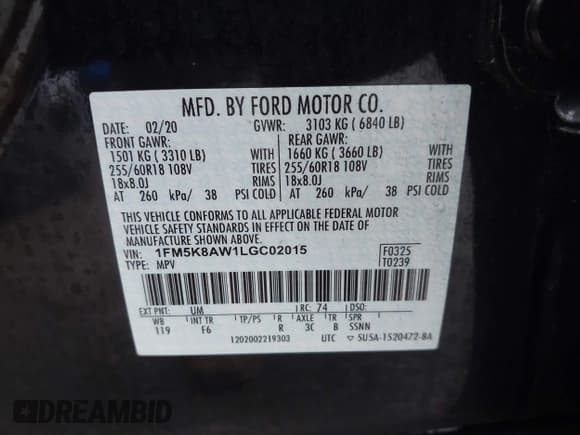 MFD. BY FORD MOTOR CO.
DATE: 02/20 GVWR: 3103 KG ( 6840 LB)
FRONT GAWR: REAR GAWR:
1501 KG ( 3310 LB) WITH 1660 KG ( 3660 LB) WITH
255/60R18 108V TIRES 255/60R18 108V TIRES
18x8.0J RIMS 18x8.0J RIMS
AT 260 kPa/ 38 PSI COLD AT 260 kPa/ 38 PSI COLD
THIS VEHICLE CONFORMS TO ALL APPLICABLE FEDERAL MOTOR
VEHICLE SAFETY STANDARDS IN EFFECT ON THE DATE OF
MANUFACTURE SHOWN ABOVE.
VIN: 1FM5K8AW1LGC02015 F0325
TYPE: MPV T0239
EXT PNT: UM RC: 74 DSO:
WB INT TR TP/PS R AXLE TR SPR
119 F6 R 3C B SSNN
1202002219303 UTC ▽ 5U5A-1520472-BA
DREAMBID